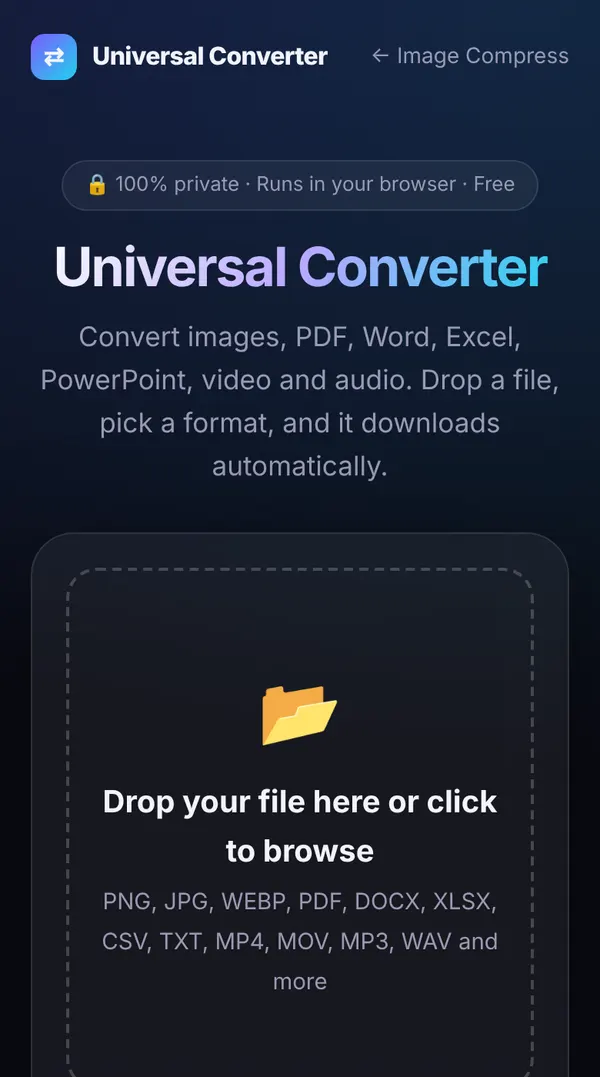 Universal Converter
← Image Compress
100% private · Runs in your browser · Free
Universal Converter
Convert images, PDF, Word, Excel,
PowerPoint, video and audio. Drop a file,
pick a format, and it downloads
automatically.
Drop your file here or click
to browse
PNG, JPG, WEBP, PDF, DOCX, XLSX,
CSV, TXT, MP4, MOV, MP3, WAV and
more